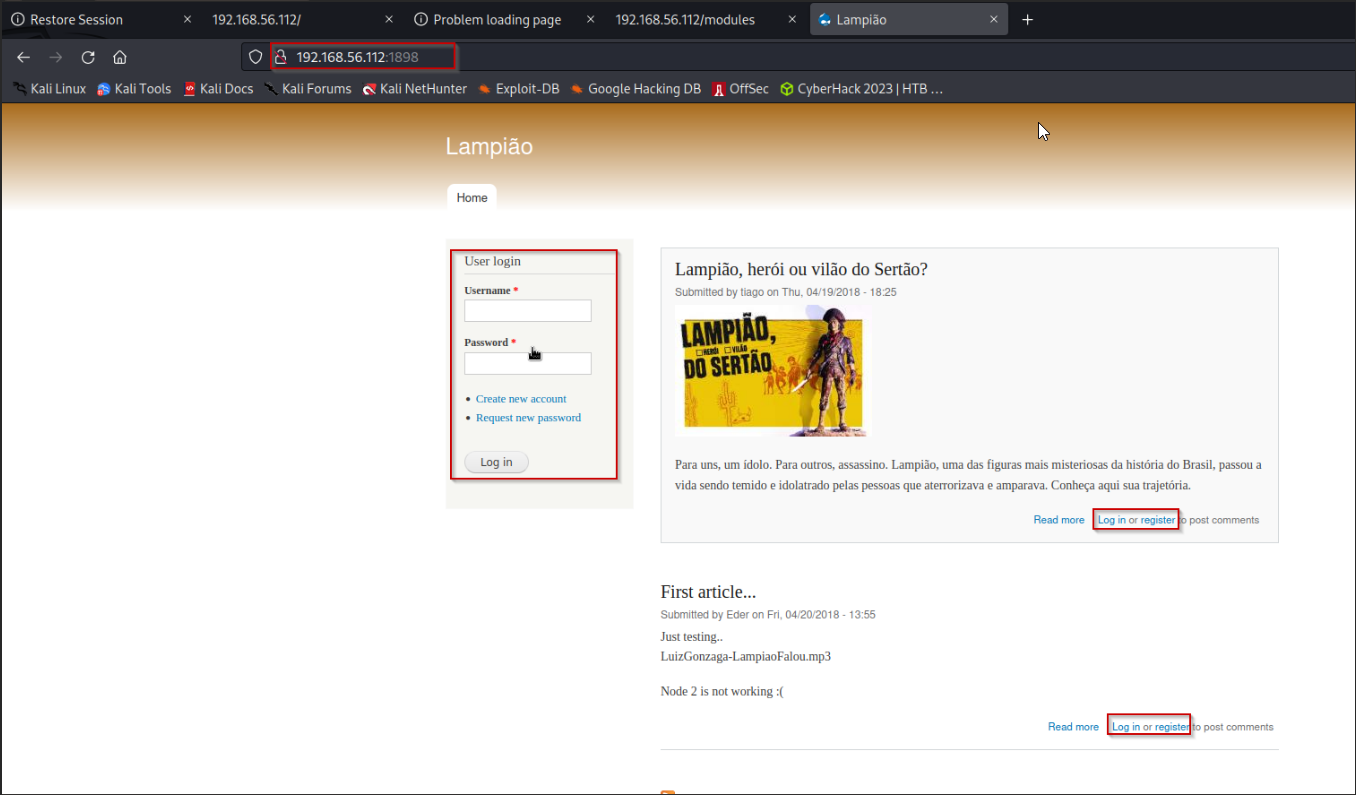 Restore Session
192.168.56.112/
Problem loading page
192.168.56.112/modules
Lampião
192.168.56.112:1898
Kali Linux
Kali Tools
Kali Docs
Kali Forums
Kali NetHunter
Exploit-DB
Google Hacking DB
OffSec
CyberHack 2023 | HTB ...
Lampião
Home
User login
Username *
Password *
Create new account
Request new password
Log in
Lampião, herói ou vilão do Sertão?
Submitted by tiago on Thu, 04/19/2018 - 18:25
LAMPIÃO,
HERÓI VILÃO
DO SERTÃO
Para uns, um ídolo. Para outros, assassino. Lampião, uma das figuras mais misteriosas da história do Brasil, passou a
vida sendo temido e idolatrado pelas pessoas que aterrorizava e amparava. Conheça aqui sua trajetória.
Read more Log in or register to post comments
First article...
Submitted by Eder on Fri, 04/20/2018 - 13:55
Just testing..
LuizGonzaga-LampiaoFalou.mp3
Node 2 is not working :(
Read more Log in or register to post comments